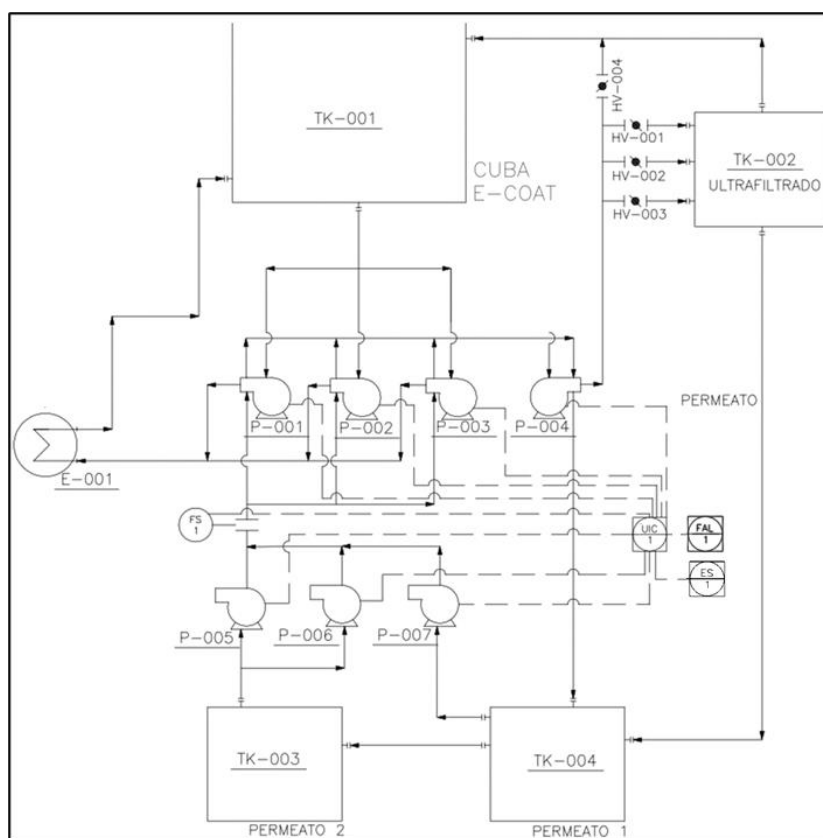 TK-001
CUBA
E-COAT
HV-004
HV-001
HV-002
HV-003
TK-002
ULTRAFILTRADO
PERMEATO
P-001
P-002
P-003
P-004
E-001
FS
1
UIC
1
FAL
1
ES
1
P-005
P-006
P-007
TK-003
TK-004
PERMEATO 2
PERMEATO 1